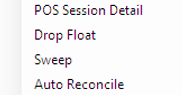 POS Session Detail
Drop Float
Sweep
Auto Reconcile